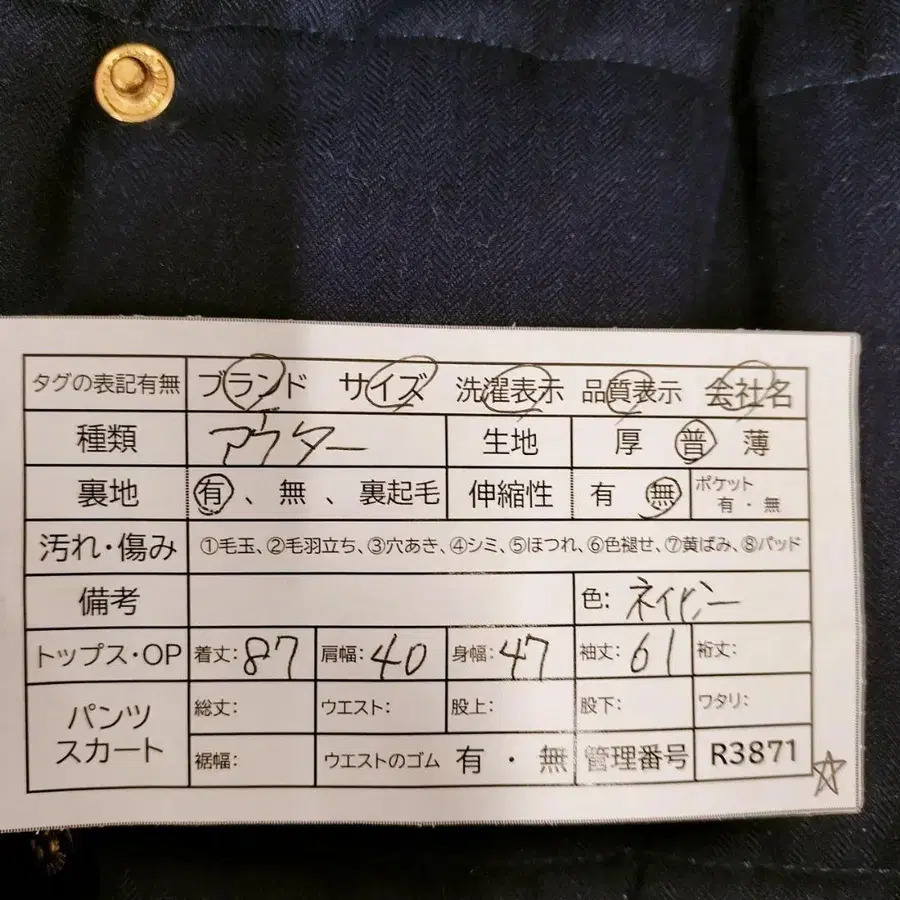 タグの表記有無 ブランド サイズ 洗濯表示 品質表示 会社名
種類 アウター 生地 厚 普 薄
裏地 有、無、裏起毛 伸縮性 有 無 ポケット 有・無
汚れ・傷み ①毛玉、②毛羽立ち、③穴あき、④シミ、⑤ほつれ、⑥色褪せ、⑦黄ばみ、⑧パッド
備考 色: ネイビー
トップス・OP 着丈: 87 肩幅: 40 身幅: 47 袖丈: 61 裄丈:
パンツ スカート 総丈: ウエスト: 股上: 股下: ワタリ:
裾幅: ウエストのゴム 有・無 管理番号 R3871